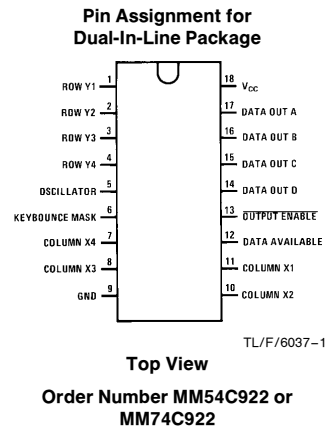 Pin Assignment for
Dual-In-Line Package
ROW Y1 1
ROW Y2 2
ROW Y3 3
ROW Y4 4
OSCILLATOR 5
KEYBOUNCE MASK 6
COLUMN X4 7
COLUMN X3 8
GND 9
18 VCC
17 DATA OUT A
16 DATA OUT B
15 DATA OUT C
14 DATA OUT D
13 OUTPUT ENABLE
12 DATA AVAILABLE
11 COLUMN X1
10 COLUMN X2
TL/F/6037–1
Top View
Order Number MM54C922 or
MM74C922